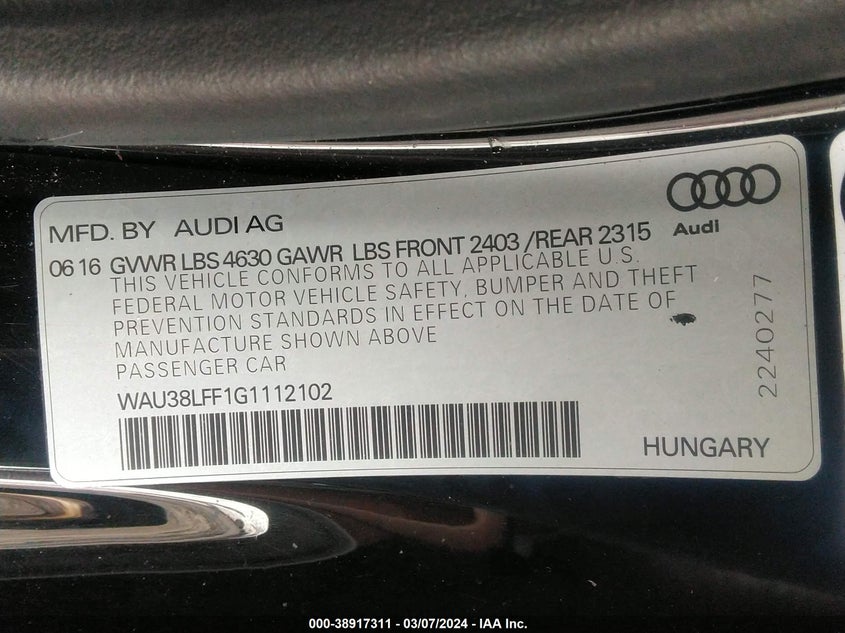 MFD. BY AUDI AG
Audi
06 16 GVWR LBS 4630 GAWR LBS FRONT 2403 /REAR 2315
THIS VEHICLE CONFORMS TO ALL APPLICABLE U.S.
FEDERAL MOTOR VEHICLE SAFETY, BUMPER AND THEFT
PREVENTION STANDARDS IN EFFECT ON THE DATE OF
MANUFACTURE SHOWN ABOVE
PASSENGER CAR
WAU38LFF1G1112102
2240277
HUNGARY
000-38917311 - 03/07/2024 - IAA Inc.